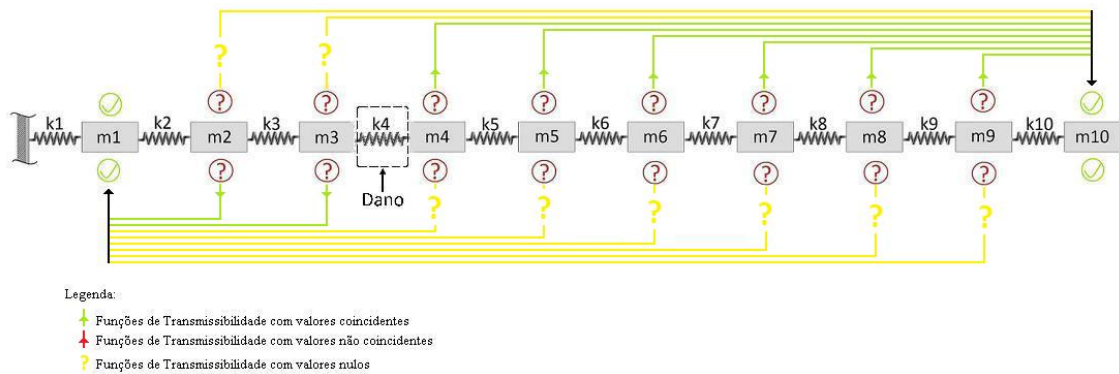 ? ?
? ? ? ? ? ? ? ?
k1 m1 k2 m2 k3 m3 k4 m4 k5 m5 k6 m6 k7 m7 k8 m8 k9 m9 k10 m10
? ? ? ? ? ? ? ?
Dano
? ? ? ? ? ?
Legenda:
Funções de Transmissibilidade com valores coincidentes
Funções de Transmissibilidade com valores não coincidentes
? Funções de Transmissibilidade com valores nulos